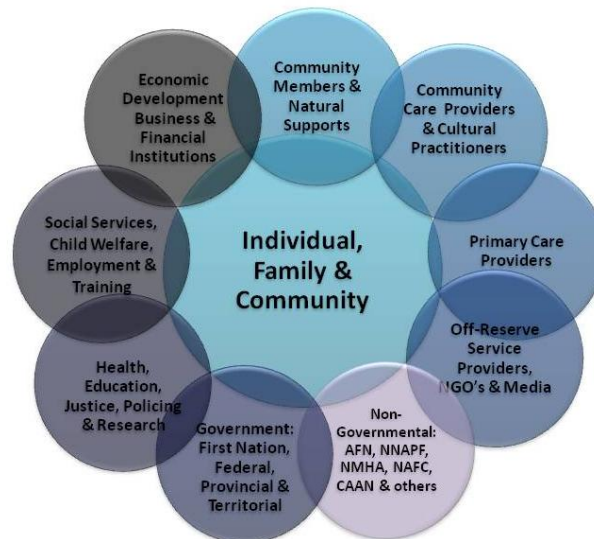 Community
Members &
Natural
Supports
Community
Care Providers
& Cultural
Practitioners
Primary Care
Providers
Off-Reserve
Service
Providers,
NGO's & Media
Non-
Governmental:
AFN, NNAPF,
NMHA, NAFC,
CAAN & others
Government:
First Nation,
Federal,
Provincial &
Territorial
Health,
Education,
Justice, Policing
& Research
Social Services,
Child Welfare,
Employment &
Training
Economic
Development
Business &
Financial
Institutions
Individual,
Family &
Community